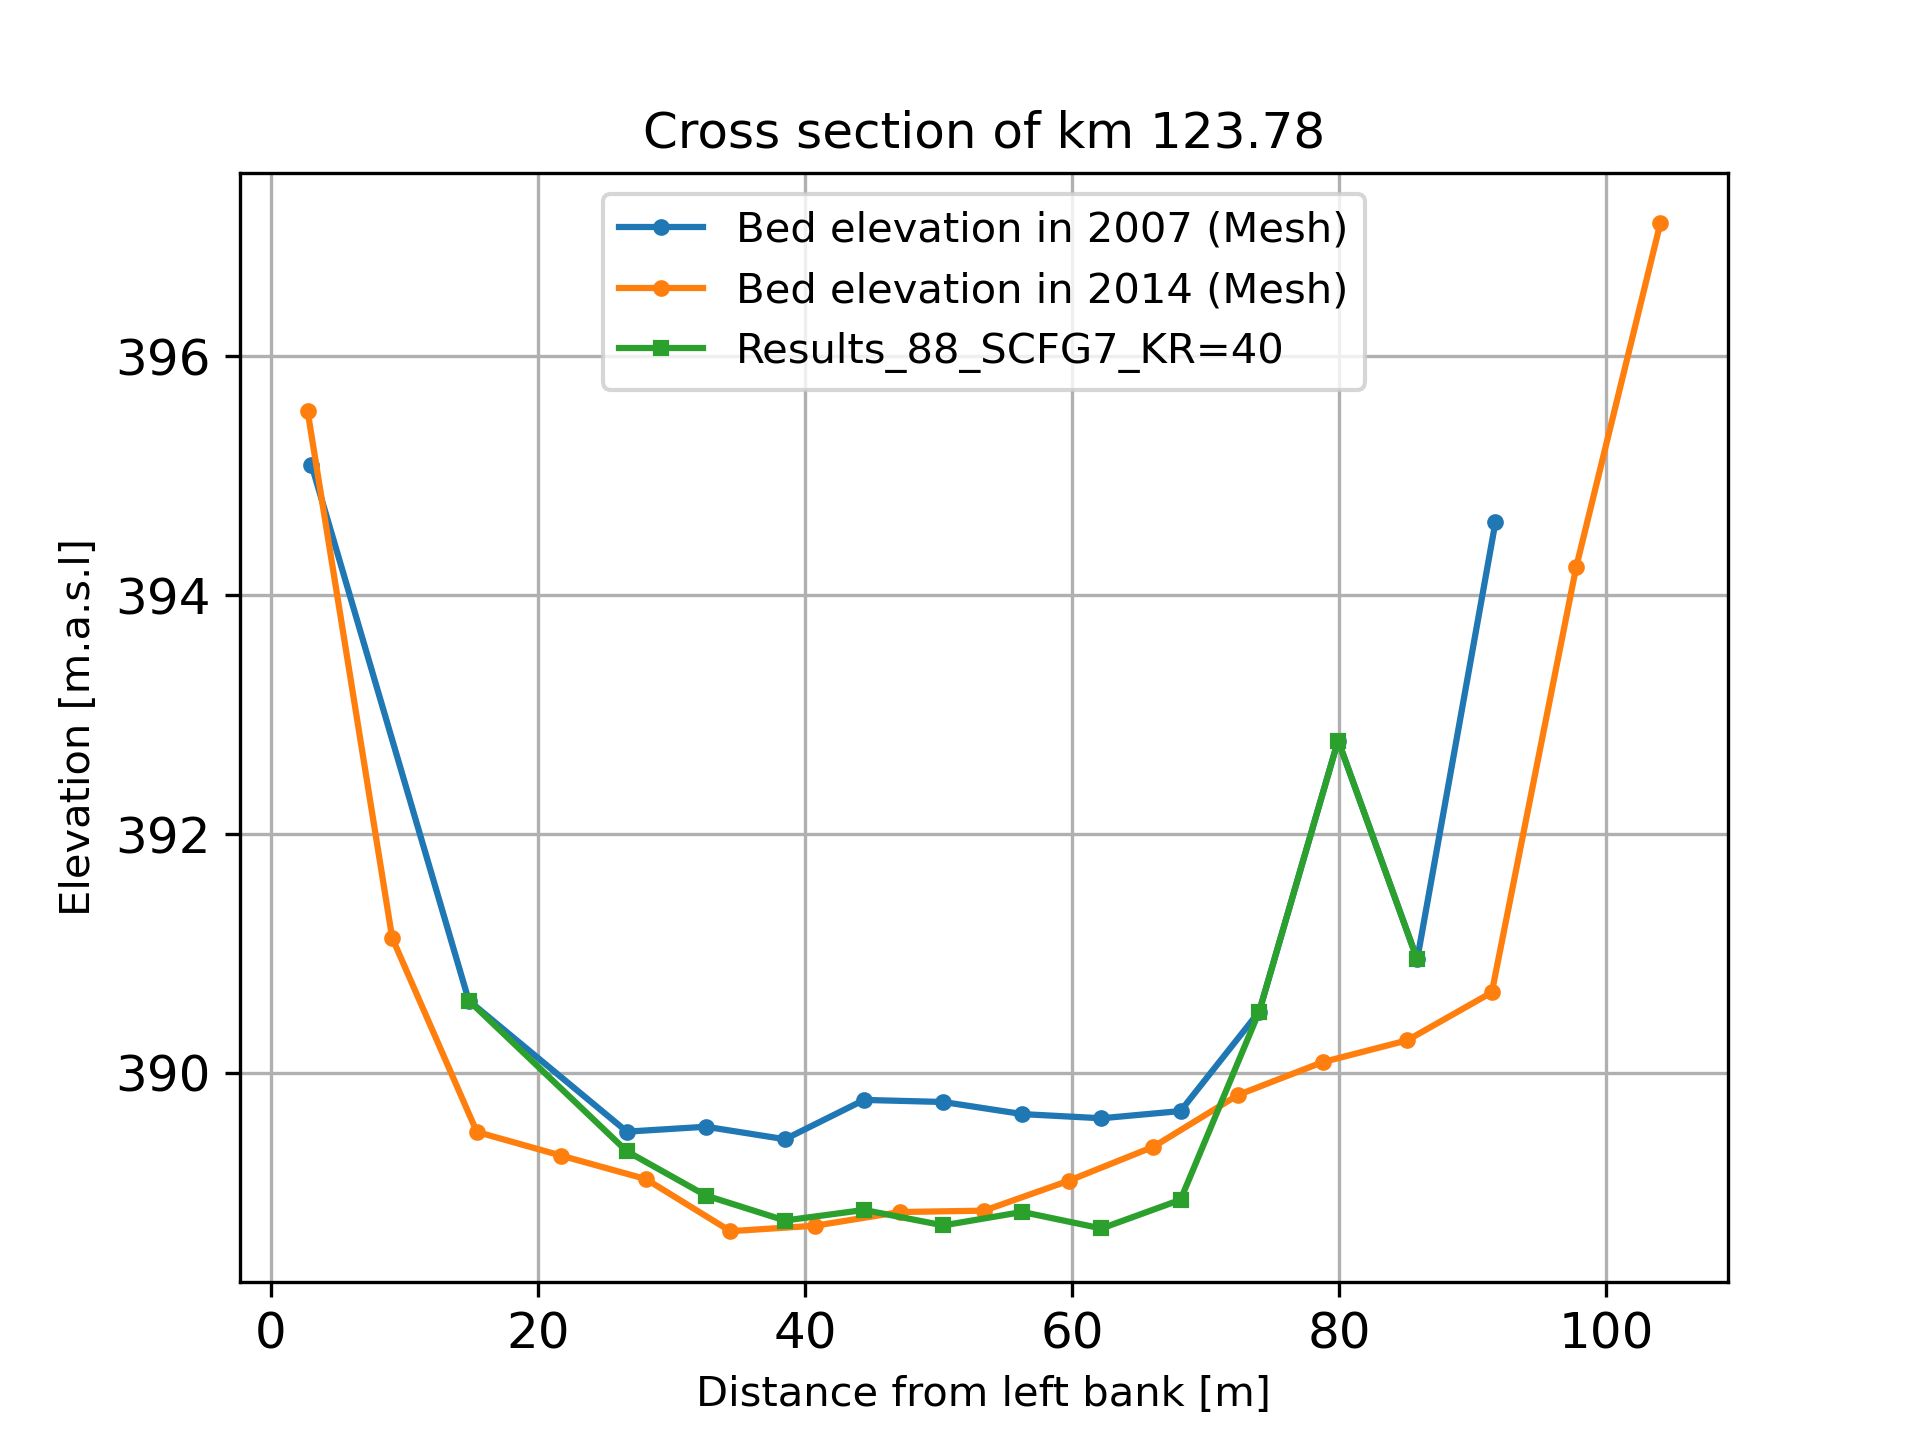 Cross section of km 123.78
Bed elevation in 2007 (Mesh)
Bed elevation in 2014 (Mesh)
Results_88_SCFG7_KR=40
Elevation [m.a.s.l]
396
394
392
390
0 20 40 60 80 100
Distance from left bank [m]